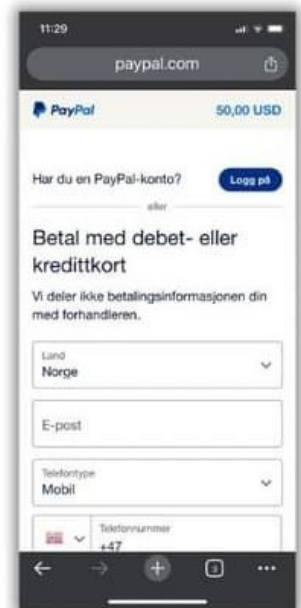 11:29
paypal.com
PayPal
50,00 USD
Har du en PayPal-konto?
Logg på
eller
Betal med debet- eller
kredittkort
Vi deler ikke betalingsinformasjonen din
med forhandleren.
Land
Norge
E-post
Telefontype
Mobil
Telefonnummer
+47
3